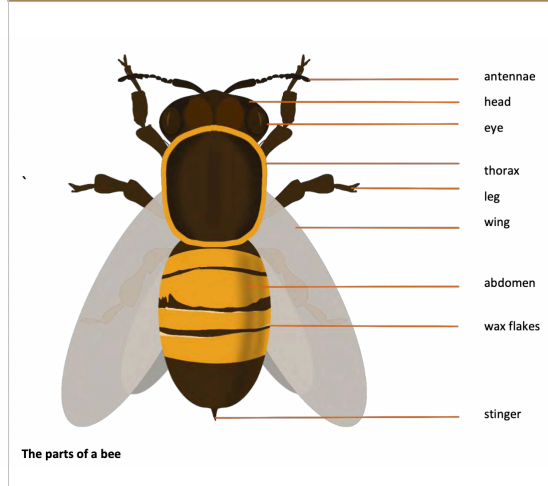 antennae
head
eye
thorax
leg
wing
abdomen
wax flakes
stinger
The parts of a bee